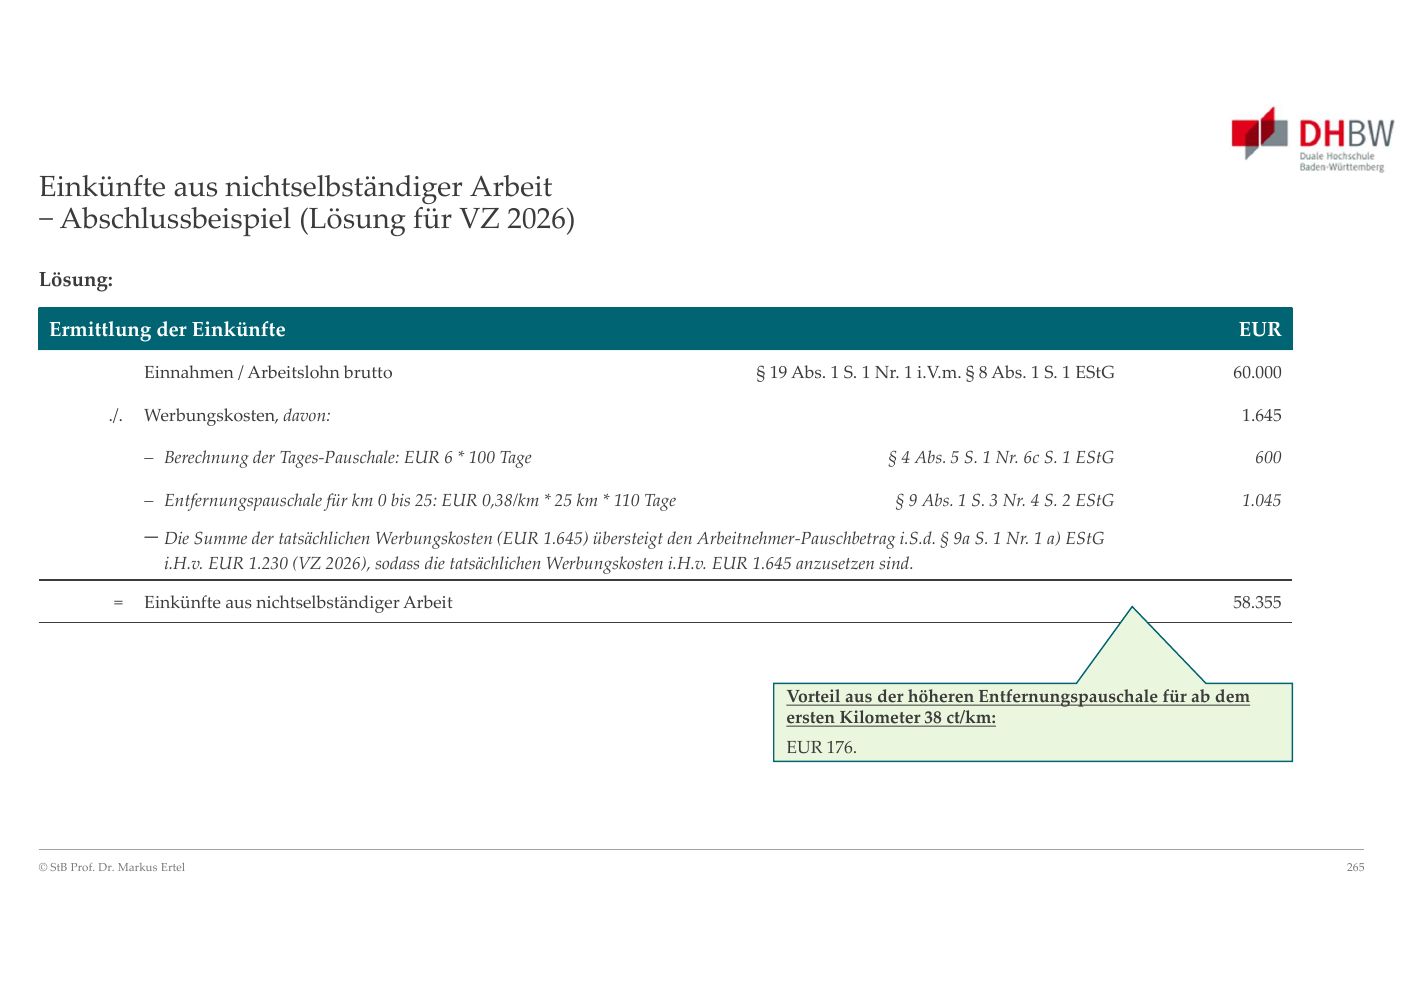 DHBW
Duale Hochschule
Baden-Württemberg
Einkünfte aus nichtselbständiger Arbeit
– Abschlussbeispiel (Lösung für VZ 2026)
Lösung:
Ermittlung der Einkünfte EUR
Einnahmen / Arbeitslohn brutto § 19 Abs. 1 S. 1 Nr. 1 i.V.m. § 8 Abs. 1 S. 1 EStG 60.000
./. Werbungskosten, davon: 1.645
– Berechnung der Tages-Pauschale: EUR 6 * 100 Tage § 4 Abs. 5 S. 1 Nr. 6c S. 1 EStG 600
– Entfernungspauschale für km 0 bis 25: EUR 0,38/km * 25 km * 110 Tage § 9 Abs. 1 S. 3 Nr. 4 S. 2 EStG 1.045
– Die Summe der tatsächlichen Werbungskosten (EUR 1.645) übersteigt den Arbeitnehmer-Pauschbetrag i.S.d. § 9a S. 1 Nr. 1 a) EStG
i.H.v. EUR 1.230 (VZ 2026), sodass die tatsächlichen Werbungskosten i.H.v. EUR 1.645 anzusetzen sind.
= Einkünfte aus nichtselbständiger Arbeit 58.355
Vorteil aus der höheren Entfernungspauschale für ab dem
ersten Kilometer 38 ct/km:
EUR 176.
© StB Prof. Dr. Markus Ertel 265